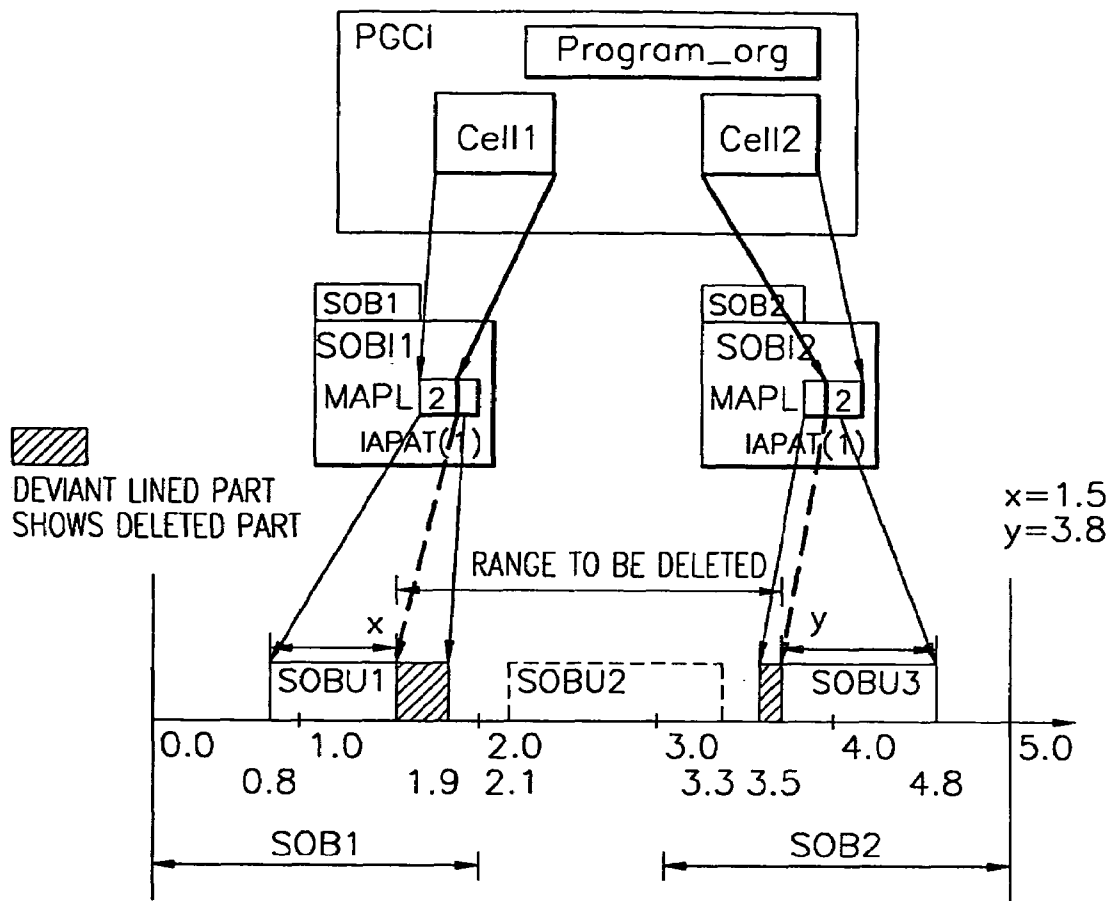 PGCI
Program_org
Cell1
Cell2
SOB1
SOBI1
MAPL
2
IAPAT(1)
SOB2
SOBI2
MAPL
2
IAPAT(1)
DEVIANT LINED PART
SHOWS DELETED PART
x=1.5
y=3.8
RANGE TO BE DELETED
x
y
SOBU1
SOBU2
SOBU3
0.0
1.0
2.0
3.0
4.0
5.0
0.8
1.9
2.1
3.3
3.5
4.8
SOB1
SOB2